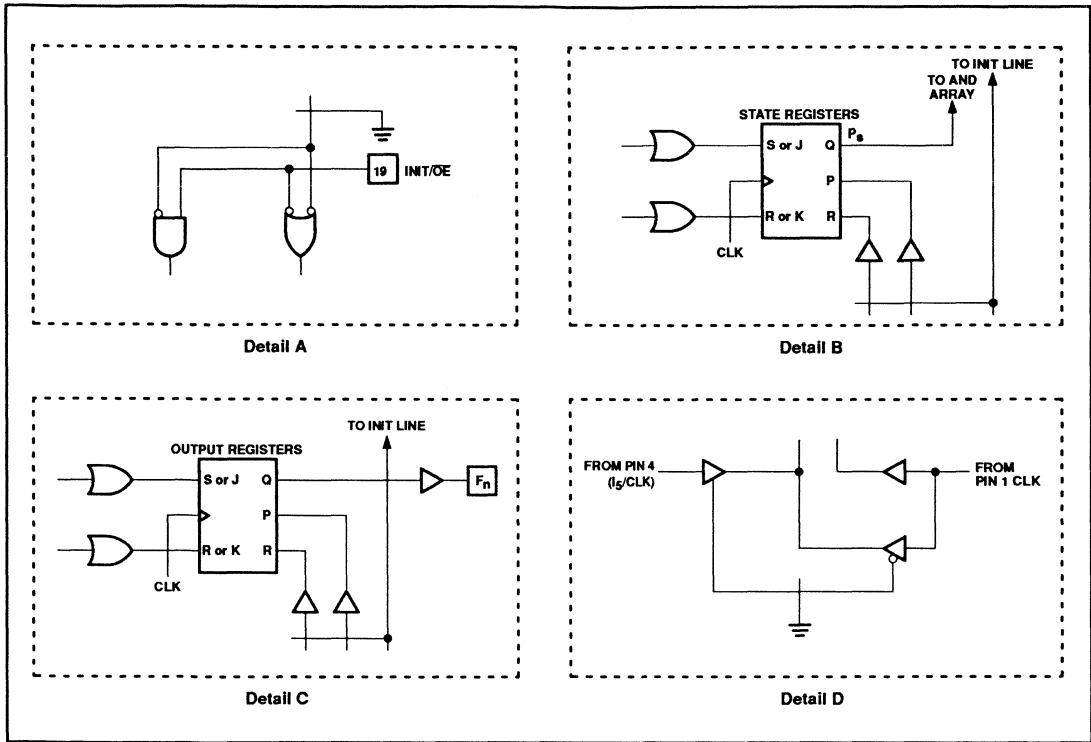 19 INIT/O̅E̅
Detail A
TO INIT LINE
TO AND
ARRAY
STATE REGISTERS
Ps
S or J Q
P
R or K R
CLK
Detail B
TO INIT LINE
OUTPUT REGISTERS
S or J Q
Fn
P
R or K R
CLK
Detail C
FROM PIN 4
(I5/CLK)
FROM
PIN 1 CLK
Detail D